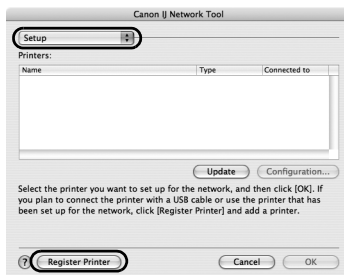 Canon IJ Network Tool
Setup
Printers:
Name Type Connected to
Update Configuration...
Select the printer you want to set up for the network, and then click [OK]. If
you plan to connect the printer with a USB cable or use the printer that has
been set up for the network, click [Register Printer] and add a printer.
? Register Printer Cancel OK